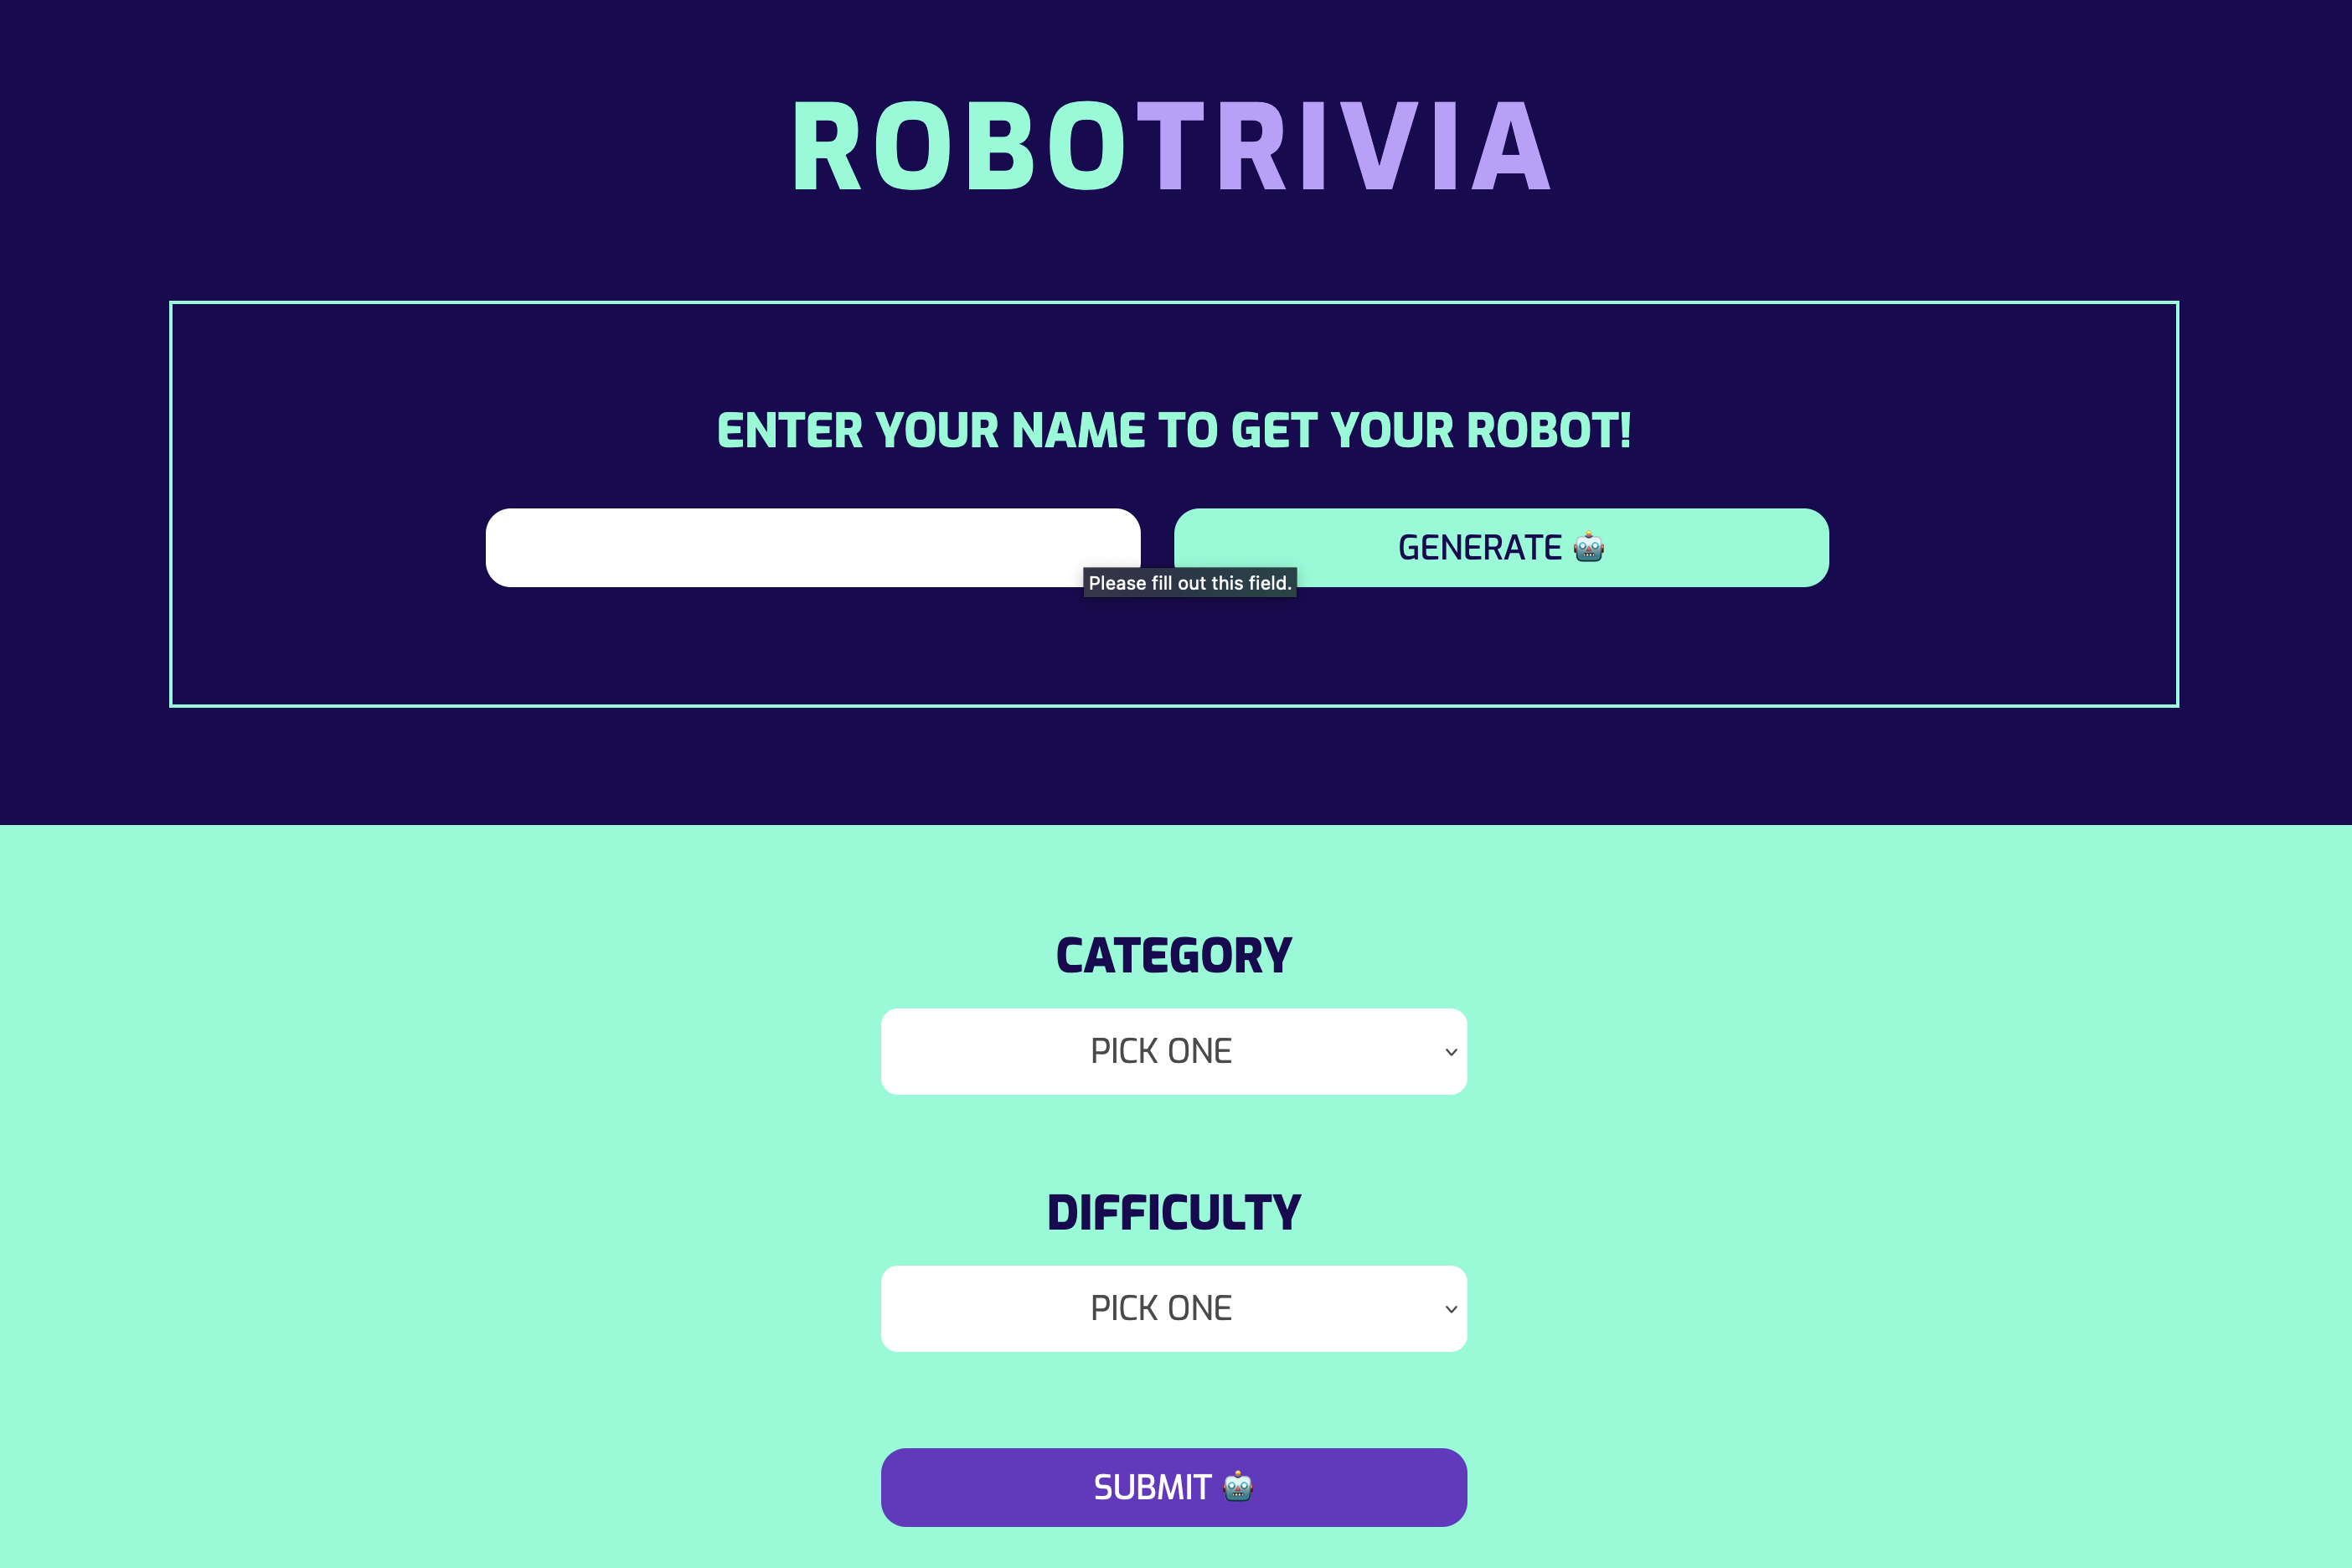 ROBOTRIVIA
ENTER YOUR NAME TO GET YOUR ROBOT!
GENERATE 🤖
Please fill out this field.
CATEGORY
PICK ONE
DIFFICULTY
PICK ONE
SUBMIT 🤖